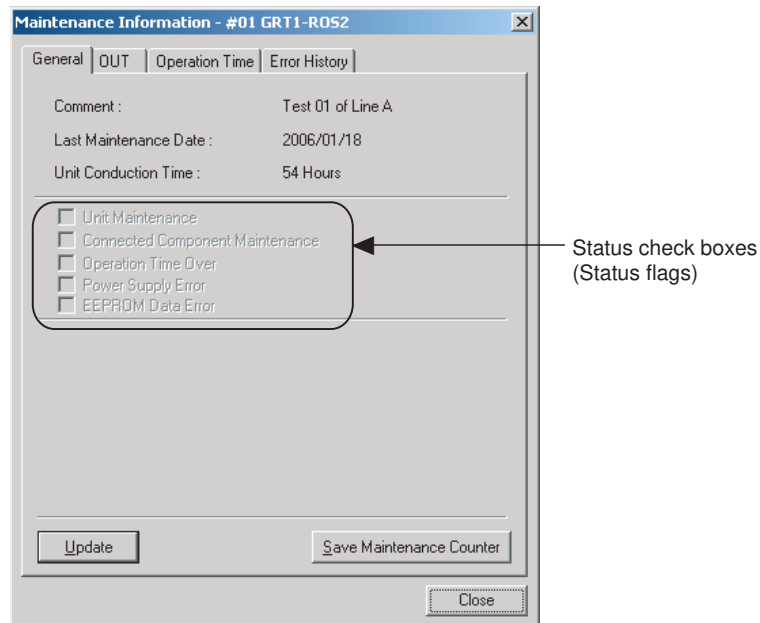 Maintenance Information - #01 GRT1-ROS2
General OUT Operation Time Error History
Comment : Test 01 of Line A
Last Maintenance Date : 2006/01/18
Unit Conduction Time : 54 Hours
Unit Maintenance
Connected Component Maintenance
Operation Time Over
Power Supply Error
EEPROM Data Error
Status check boxes
(Status flags)
Update Save Maintenance Counter
Close